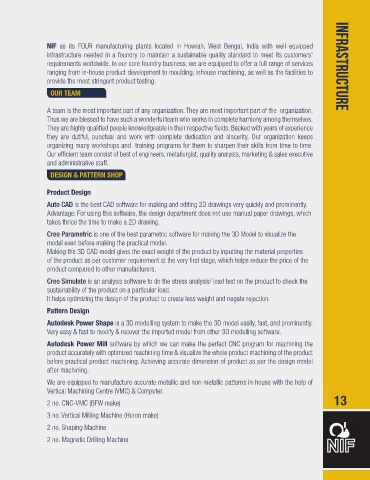 INFRASTRUCTURE
NIF as its FOUR manufacturing plants located in Howrah, West Bengal, India with well equipped
infrastructure needed in a foundry to maintain a sustainable quality standard to meet its customers'
requirements worldwide. In our core foundry business, we are equipped to offer a full range of services
ranging from in-house product development to moulding, inhouse machining, as well as the facilities to
provide the most stringent product testing.
OUR TEAM
A team is the most important part of any organization. They are most important part of the organization.
Thus we are blessed to have such a wonderful team who works in complete harmony among themselves.
They are highly qualified people knowledgeable in their respective fields. Backed with years of experience
they are dutiful, punctual and work with complete dedication and sincerity. Our organization keeps
organizing many workshops and training programs for them to sharpen their skills from time to time.
Our efficient team consist of best of engineers, metallurgist, quality analysts, marketing & sales executive
and administrative staff.
DESIGN & PATTERN SHOP
Product Design
Auto CAD is the best CAD software for making and editing 2D drawings very quickly and prominently.
Advantage: For using this software, the design department does not use manual paper drawings, which
takes thrice the time to make a 2D drawing.
Creo Parametric is one of the best parametric software for making the 3D Model to visualize the
model even before making the practical model.
Making the 3D CAD model gives the exact weight of the product by inputting the material properties
of the product as per customer requirement at the very first stage, which helps reduce the price of the
product compared to other manufacturers.
Creo Simulate is an analysis software to do the stress analysis/ load test on the product to check the
sustainability of the product on a particular load.
It helps optimizing the design of the product to create less weight and negate rejection.
Pattern Design
Autodesk Power Shape is a 3D modelling system to make the 3D model easily, fast, and prominently.
Very easy & fast to modify & recover the imported model from other 3D modelling software.
Autodesk Power Mill software by which we can make the perfect CNC program for machining the
product accurately with optimized machining time & visualize the whole product machining of the product
before practical product machining. Achieving accurate dimension of product as per the design model
after machining.
We are equipped to manufacture accurate metallic and non-metallic patterns in-house with the help of
Vertical Machining Centre (VMC) & Computer.
2 no. CNC-VMC (BFW make)
3 no. Vertical Milling Machine (Huron make)
2 no. Shaping Machine
2 no. Magnetic Drilling Machine
13
NIF